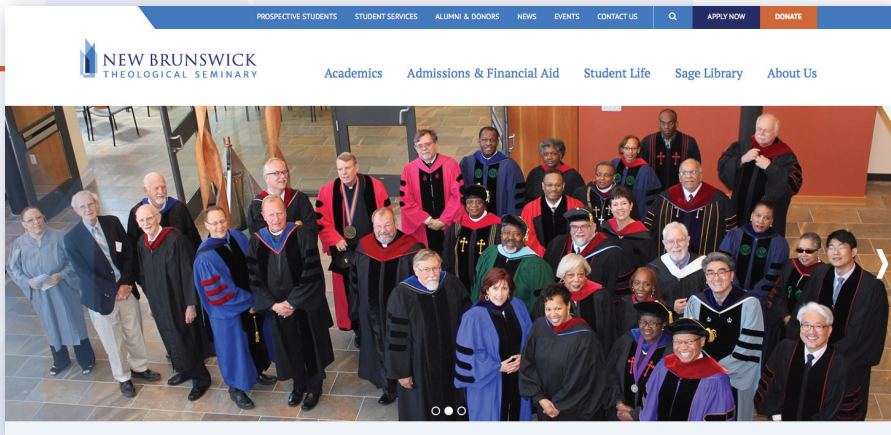 PROSPECTIVE STUDENTS STUDENT SERVICES ALUMNI & DONORS NEWS EVENTS CONTACT US APPLY NOW DONATE
NEW BRUNSWICK
THEOLOGICAL SEMINARY
Academics Admissions & Financial Aid Student Life Sage Library About Us